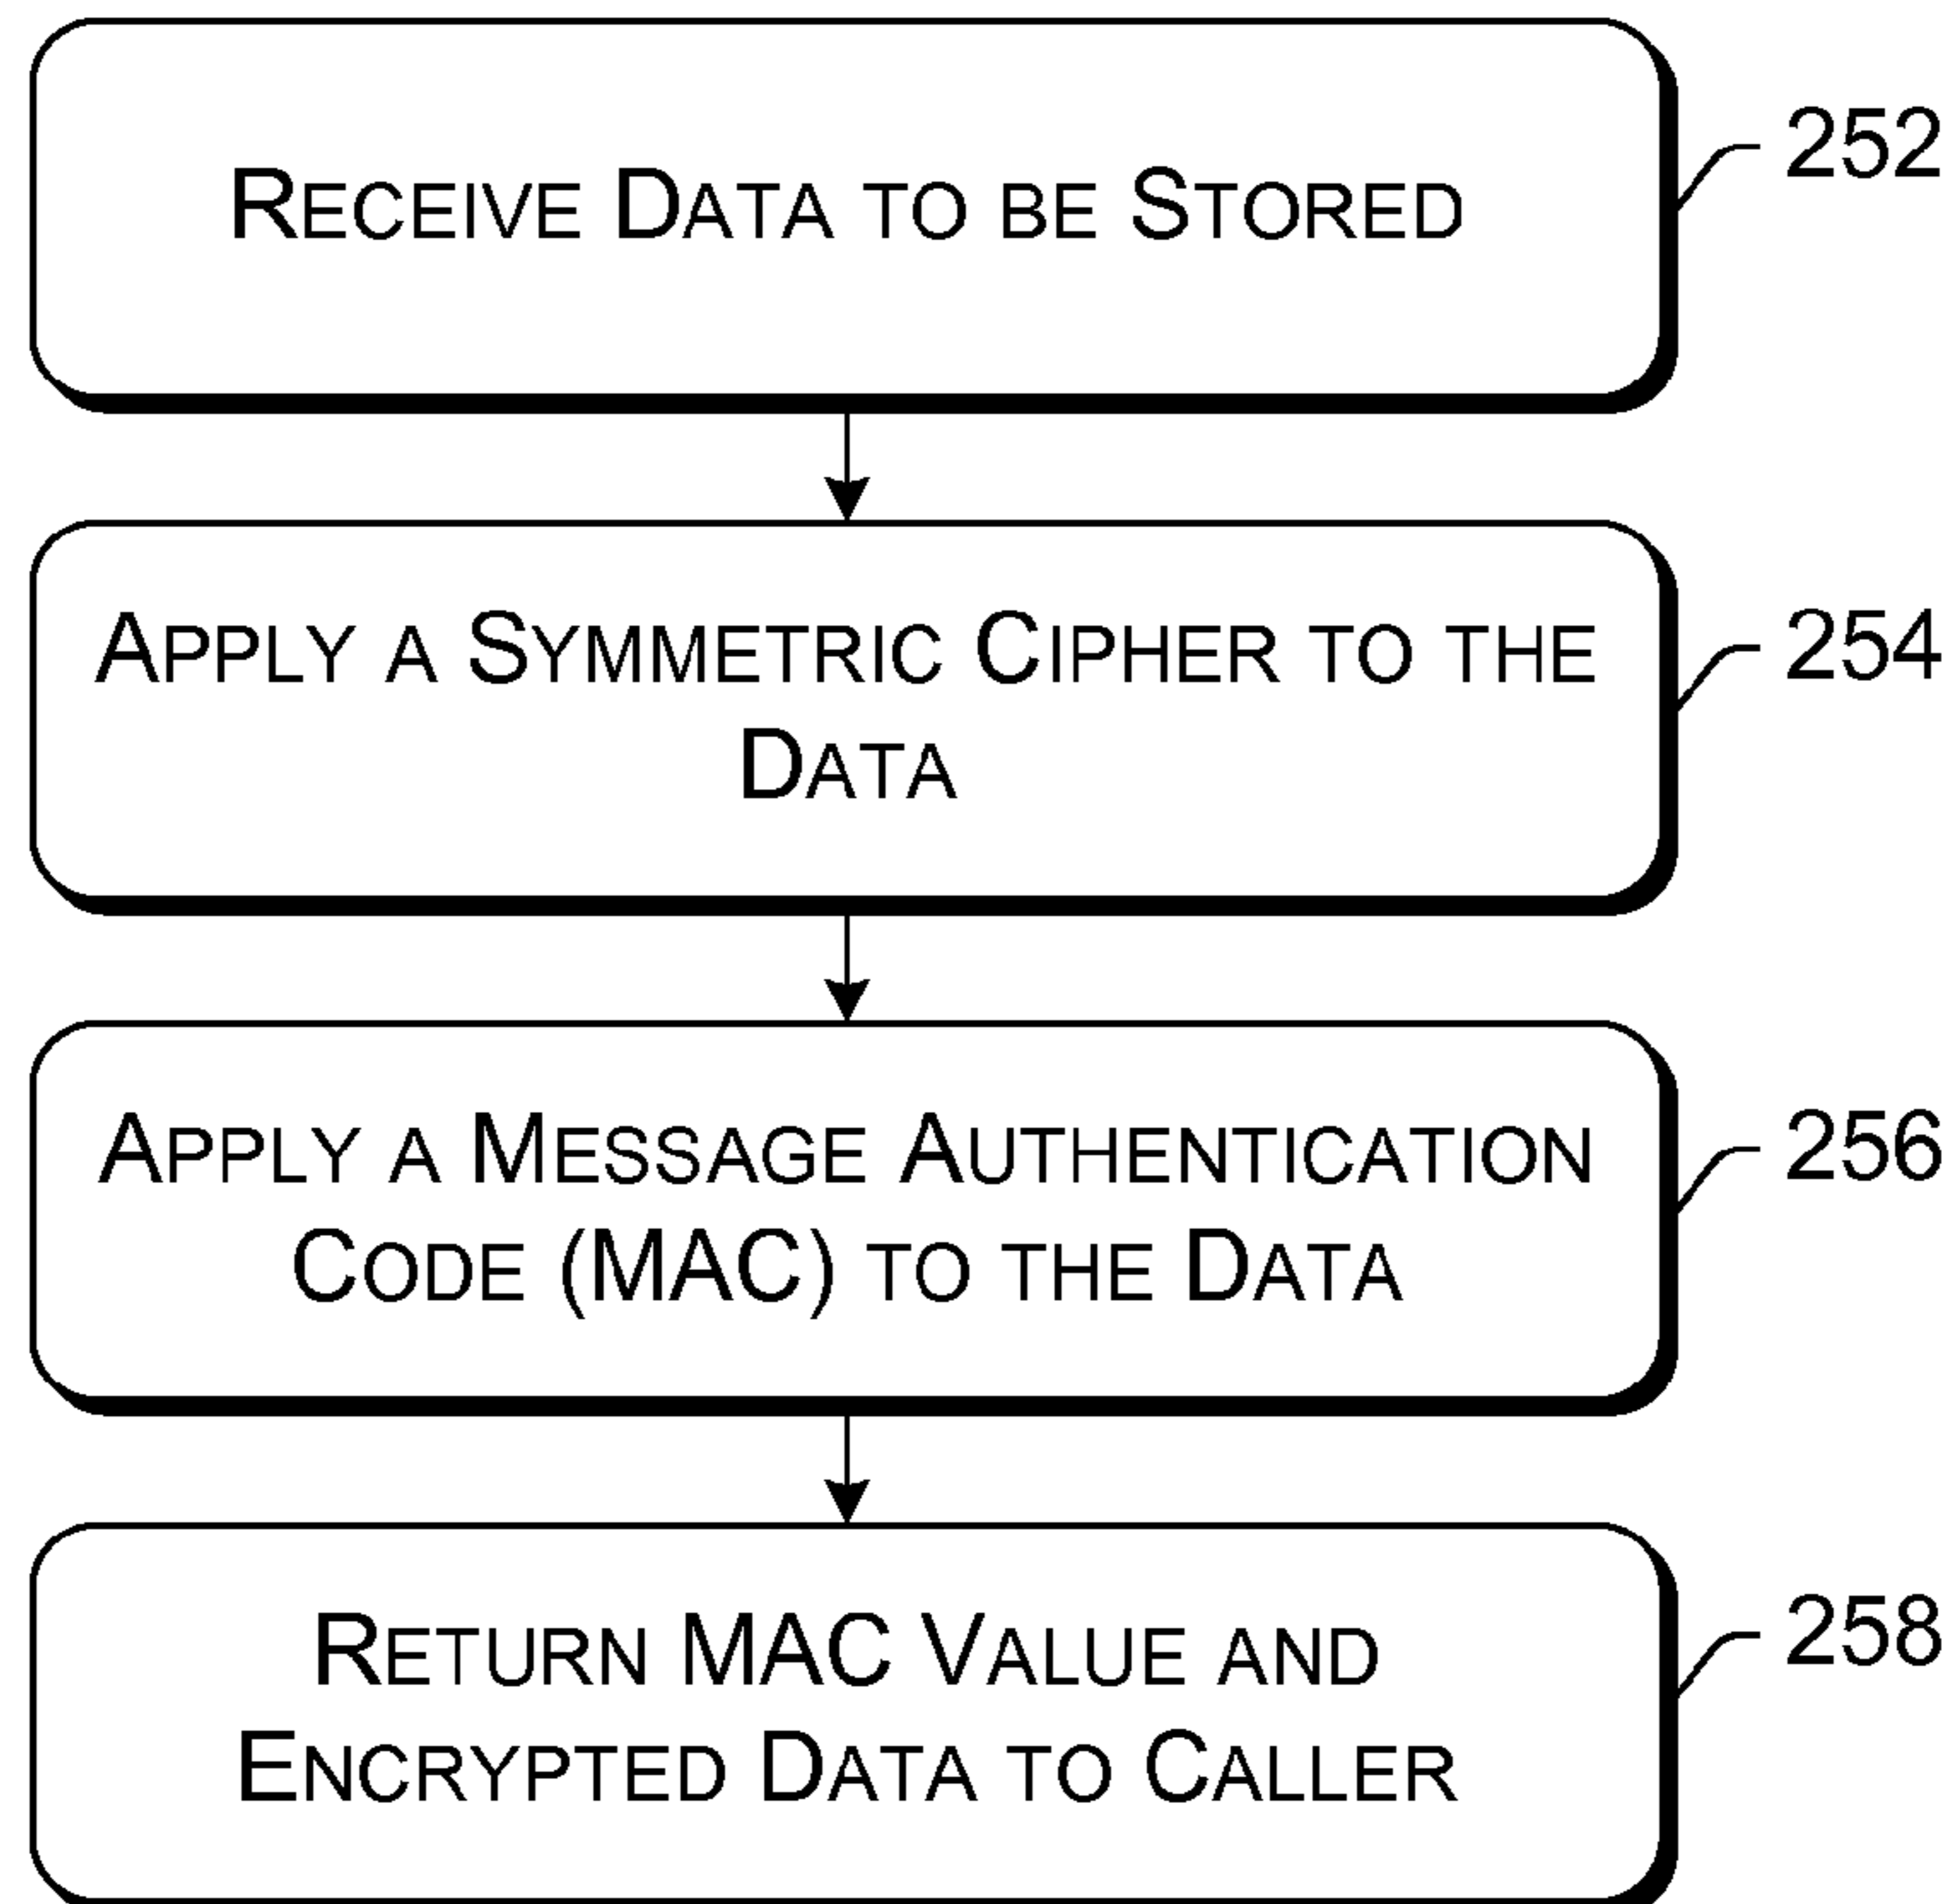 RECEIVE DATA TO BE STORED
252
APPLY A SYMMETRIC CIPHER TO THE
DATA
254
APPLY A MESSAGE AUTHENTICATION
CODE (MAC) TO THE DATA
256
RETURN MAC VALUE AND
ENCRYPTED DATA TO CALLER
258